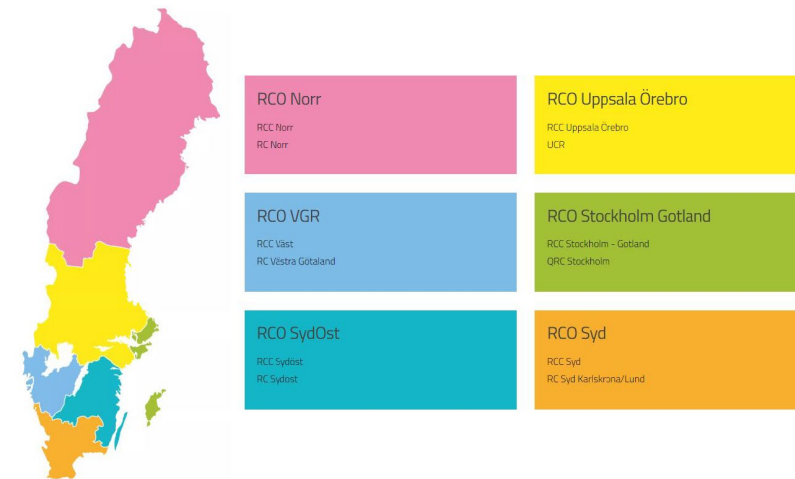 RCO Norr
RCC Norr
RC Norr
RCO Uppsala Örebro
RCC Uppsala Örebro
UCR
RCO VGR
RCC Väst
RC Västra Götaland
RCO Stockholm Gotland
RCC Stockholm - Gotland
QRC Stockholm
RCO SydOst
RCC Sydöst
RC Sydost
RCO Syd
RCC Syd
RC Syd Karlskrona/Lund